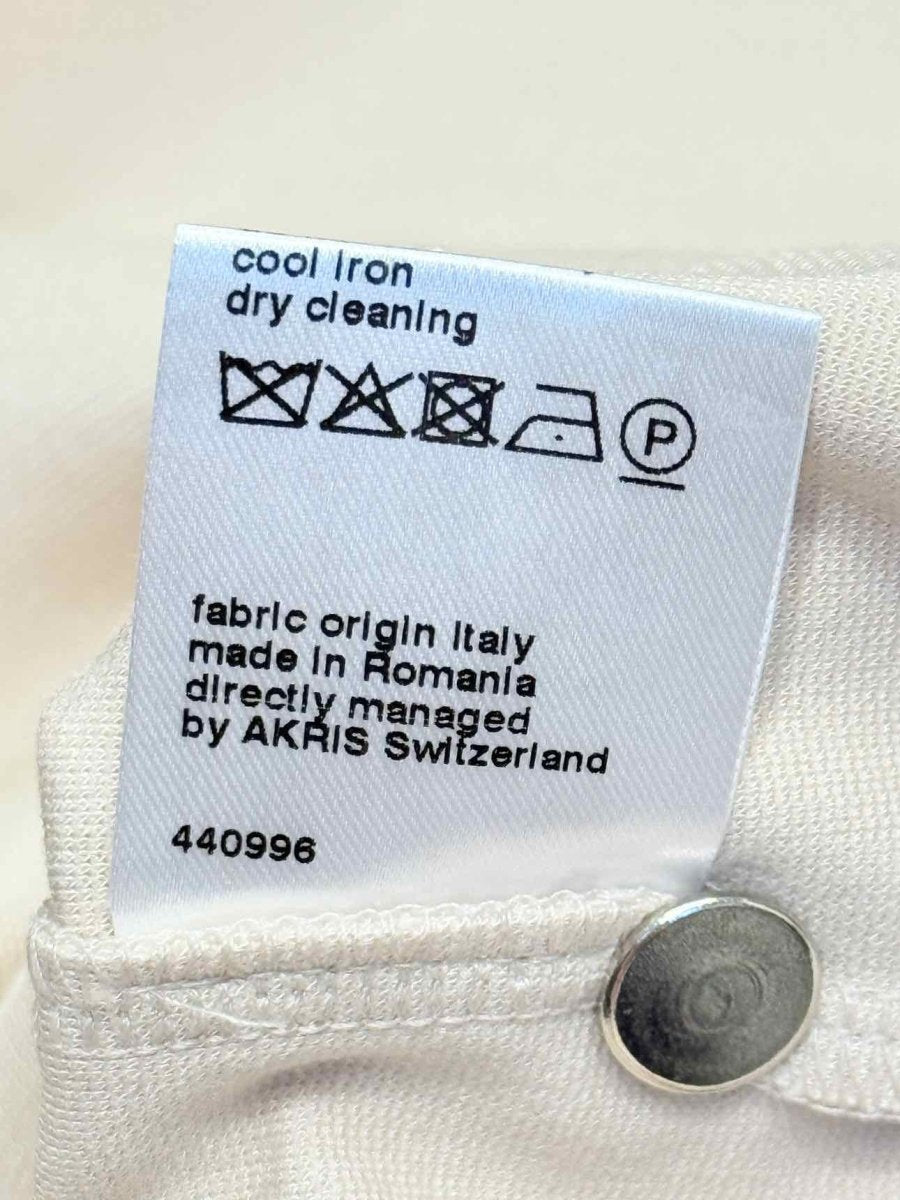 cool iron
dry cleaning
P
fabric origin Italy
made in Romania
directly managed
by AKRIS Switzerland
440996